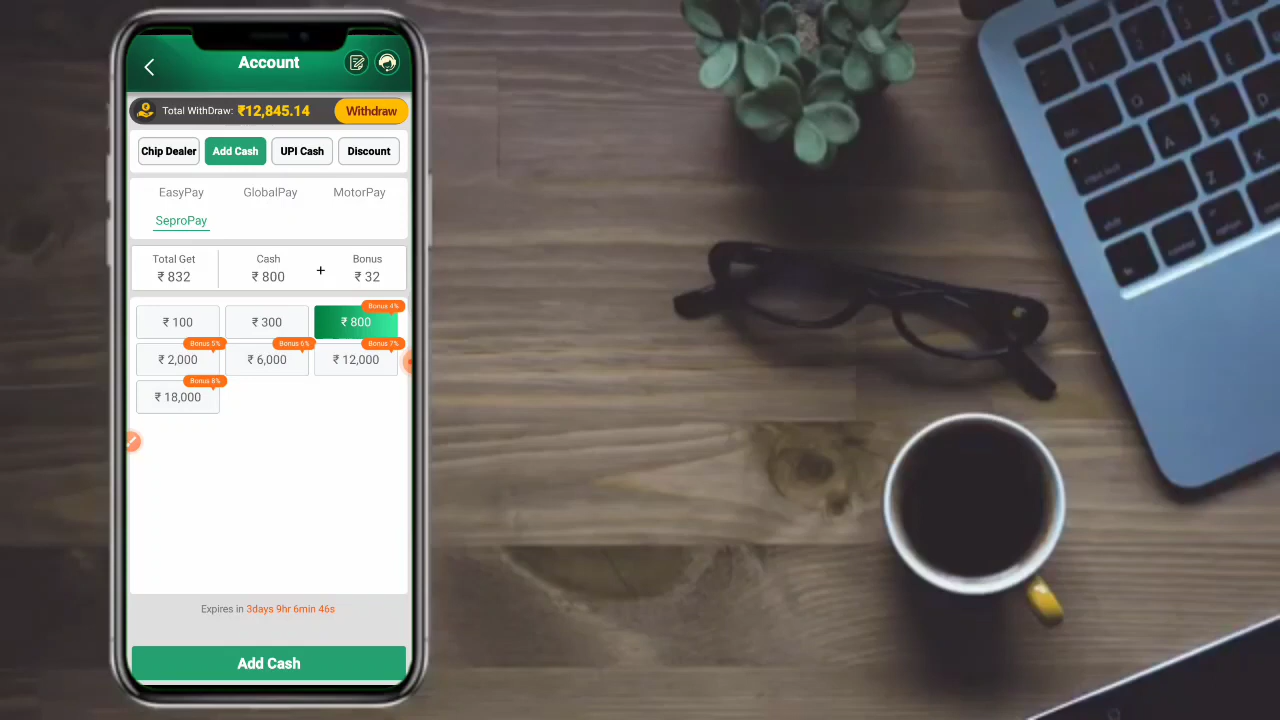 Account
Total WithDraw: ₹12,845.14 Withdraw
Chip Dealer Add Cash UPI Cash Discount
EasyPay GlobalPay MotorPay
SeproPay
Total Get Cash Bonus
₹ 832 ₹ 800 + ₹ 32
Bonus 4%
₹ 100 ₹ 300 ₹ 800
Bonus 5% Bonus 6% Bonus 7%
₹ 2,000 ₹ 6,000 ₹ 12,000
Bonus 8%
₹ 18,000
Expires in 3days 9hr 6min 46s
Add Cash